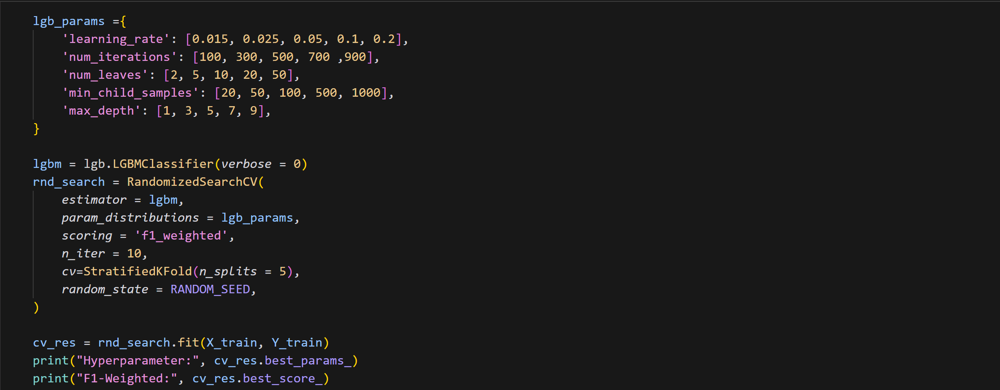 lgb_params ={
    'learning_rate': [0.015, 0.025, 0.05, 0.1, 0.2],
    'num_iterations': [100, 300, 500, 700 ,900],
    'num_leaves': [2, 5, 10, 20, 50],
    'min_child_samples': [20, 50, 100, 500, 1000],
    'max_depth': [1, 3, 5, 7, 9],
}

lgbm = lgb.LGBMClassifier(verbose = 0)
rnd_search = RandomizedSearchCV(
    estimator = lgbm,
    param_distributions = lgb_params,
    scoring = 'f1_weighted',
    n_iter = 10,
    cv=StratifiedKFold(n_splits = 5),
    random_state = RANDOM_SEED,
)

cv_res = rnd_search.fit(X_train, Y_train)
print("Hyperparameter:", cv_res.best_params_)
print("F1-Weighted:", cv_res.best_score_)